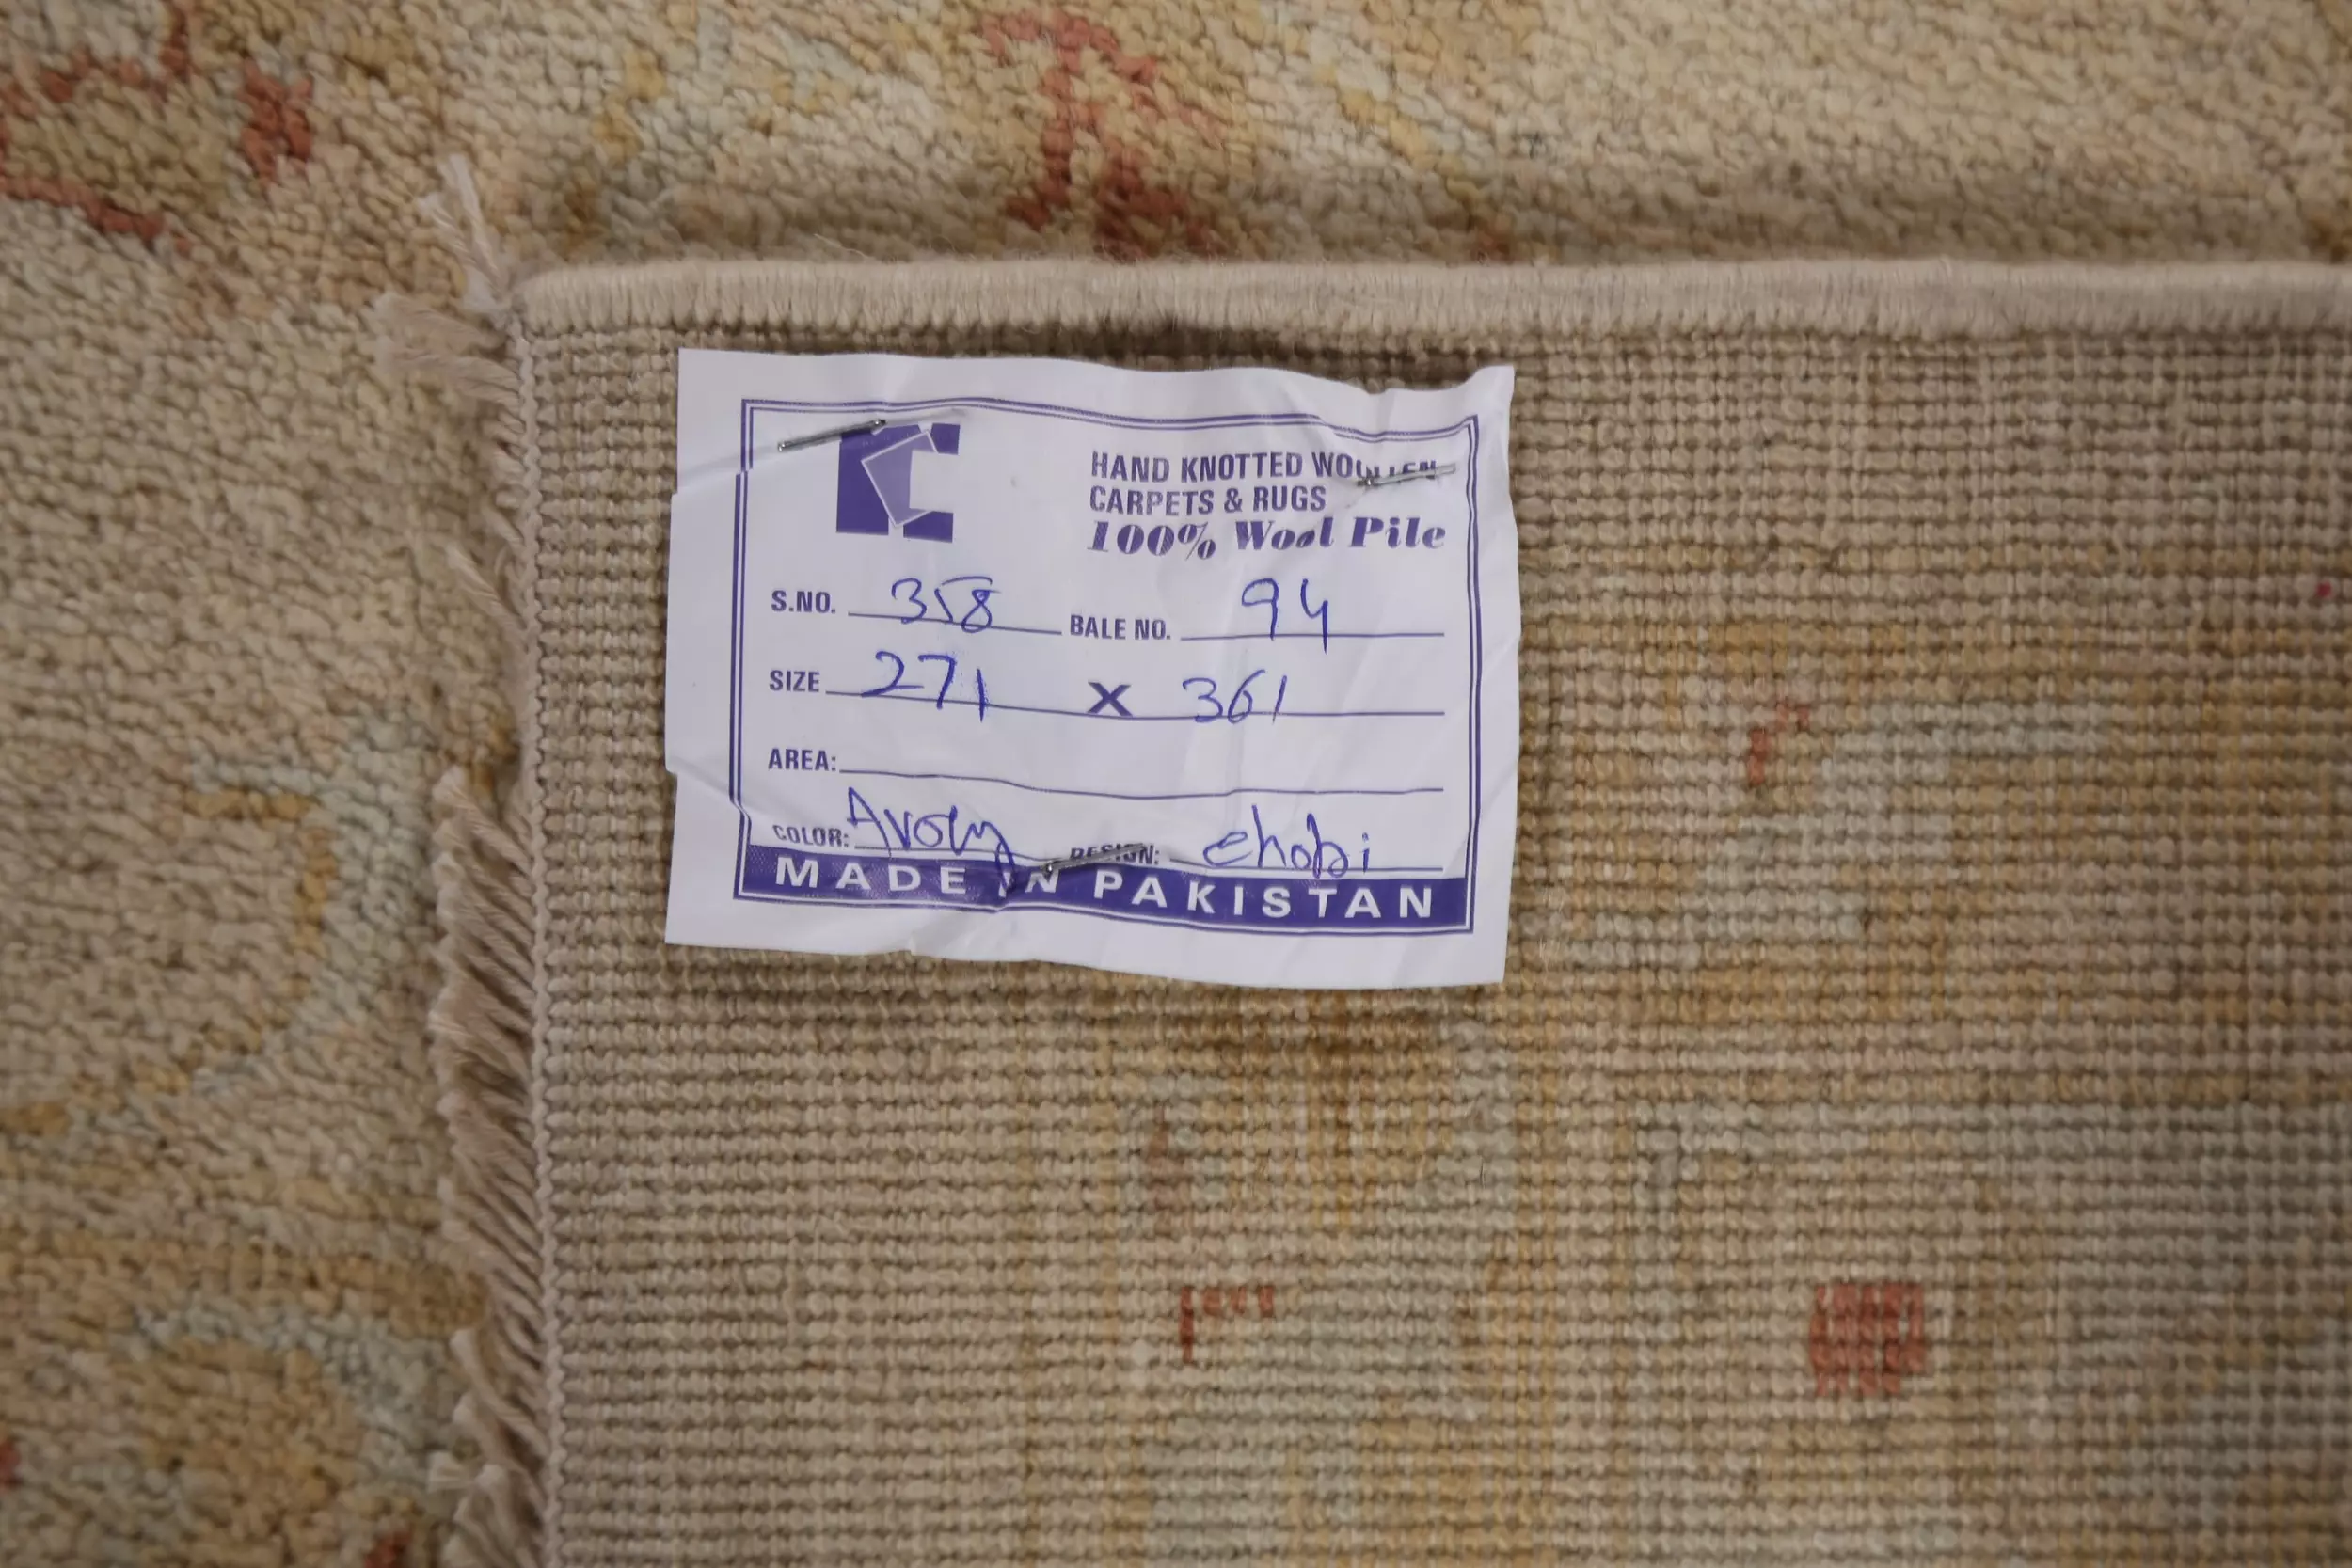 HAND KNOTTED WOOLLEN
CARPETS & RUGS
100% Wool Pile
S.NO. 358 BALE NO. 94
SIZE 271 X 361
AREA:
COLOR: Avory DESIGN: chobi
MADE IN PAKISTAN